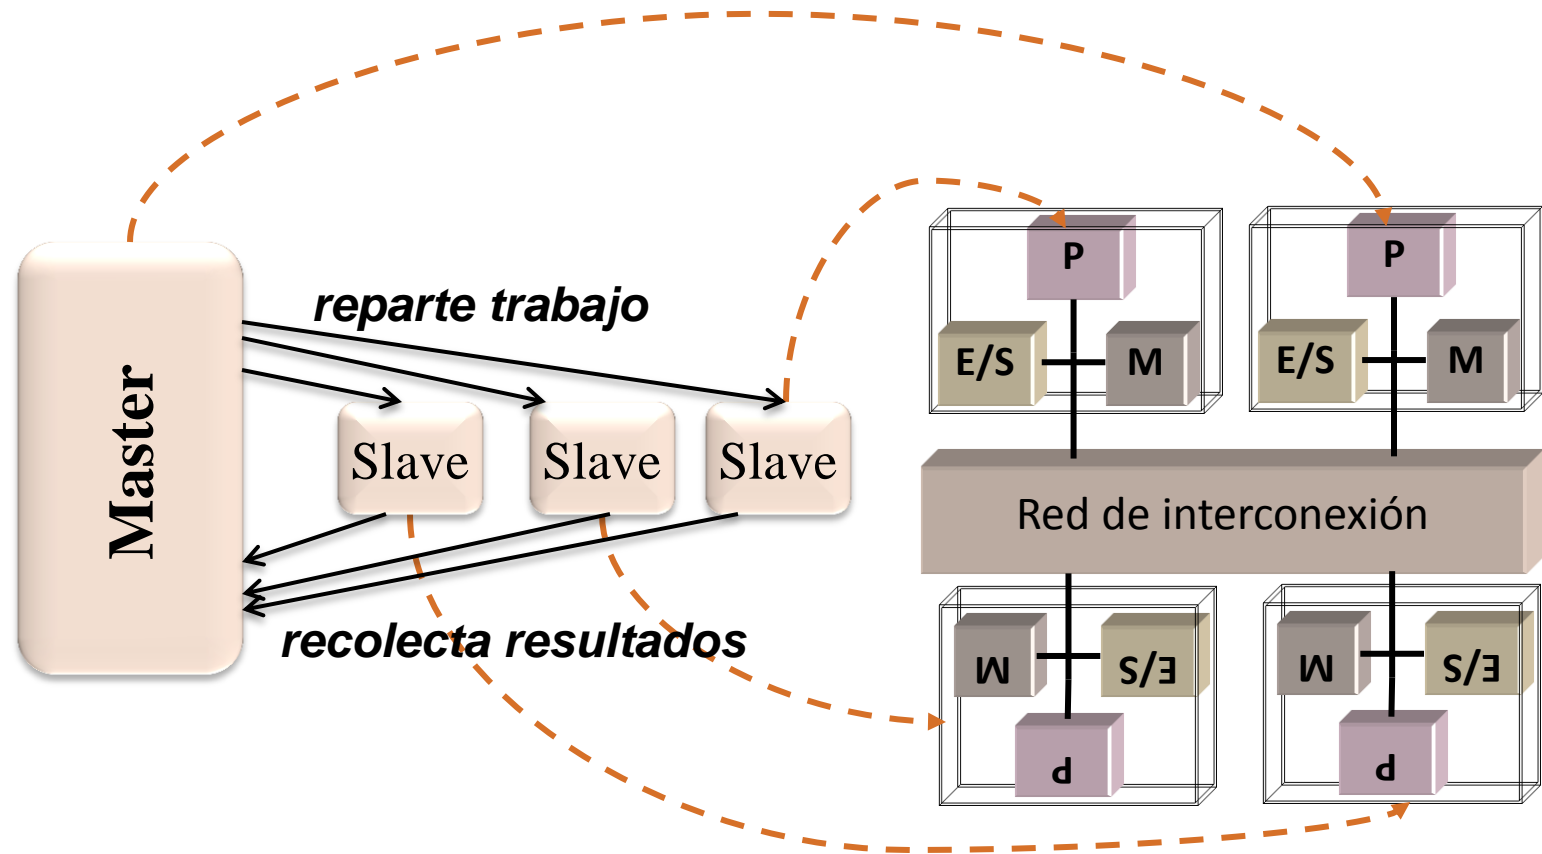 Master
reparte trabajo
Slave
Slave
Slave
recolecta resultados
P
E/S
M
P
E/S
M
Red de interconexión
M
E/S
P
M
E/S
P